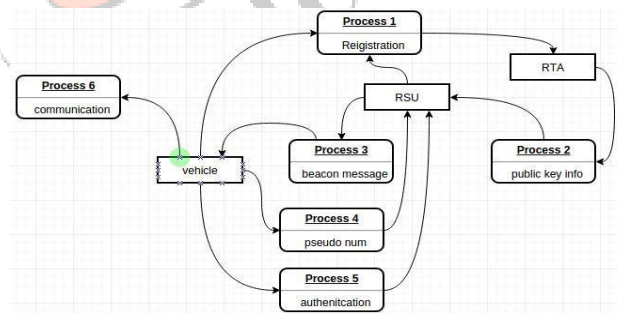 Process 1
Reigistration
RTA
Process 6
communication
RSU
Process 3
beacon message
Process 2
public key info
vehicle
Process 4
pseudo num
Process 5
authenitcation